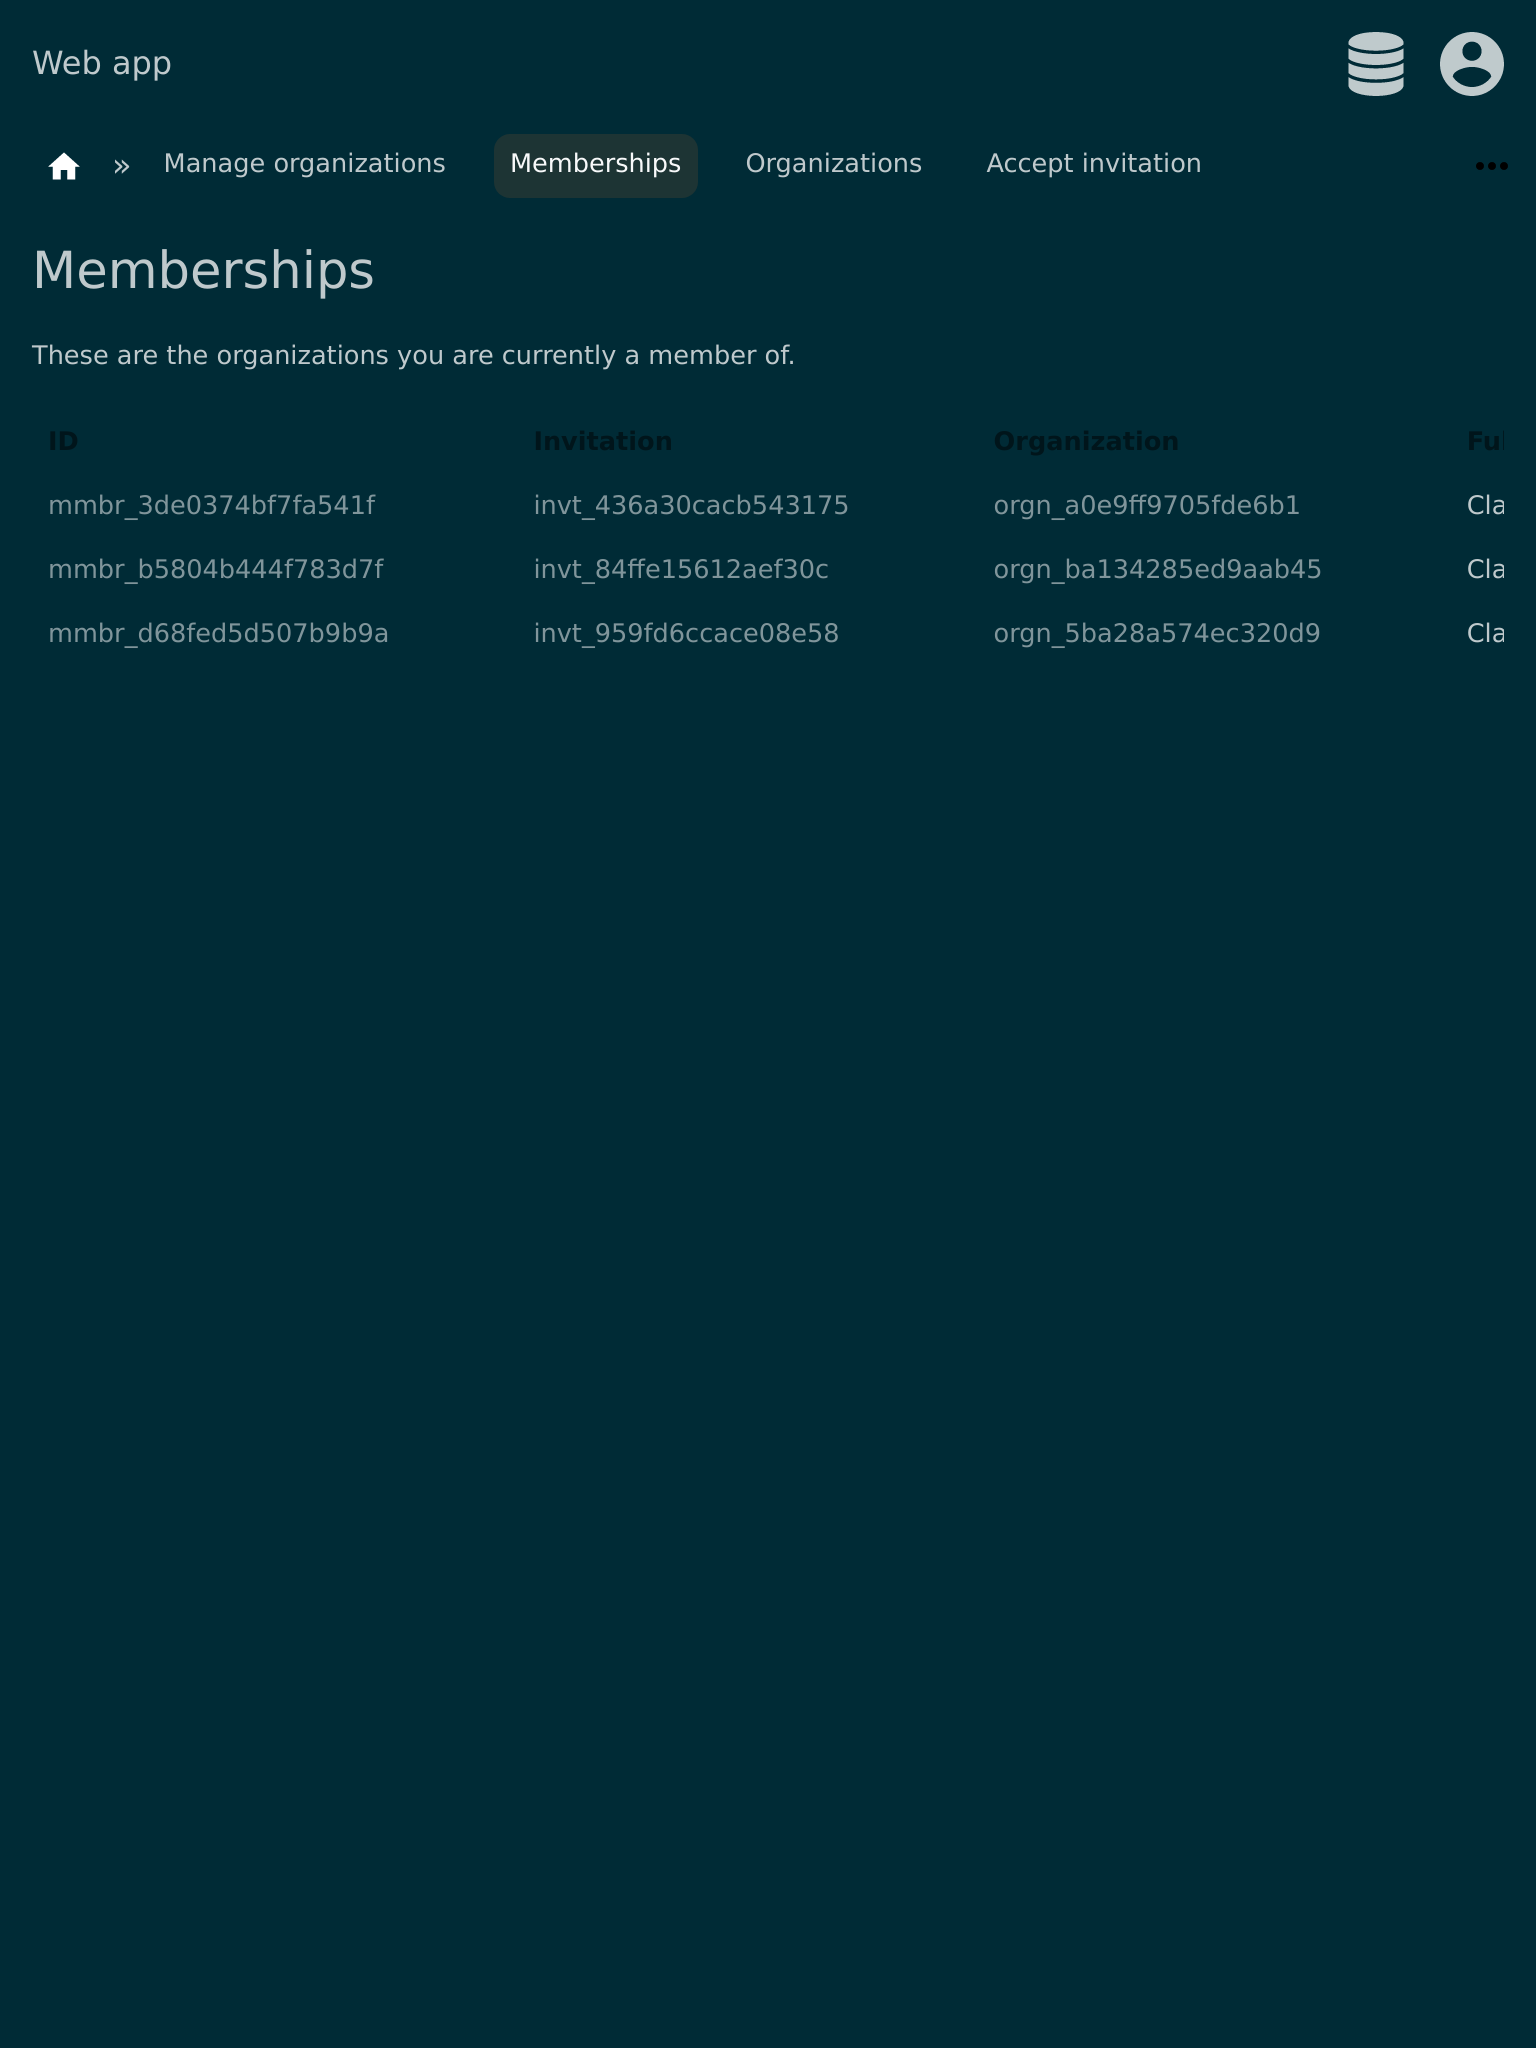 Web app
» Manage organizations Memberships Organizations Accept invitation
Memberships
These are the organizations you are currently a member of.
ID Invitation Organization
mmbr_3de0374bf7fa541f invt_436a30cacb543175 orgn_a0e9ff9705fde6b1 Cla
mmbr_b5804b444f783d7f invt_84ffe15612aef30c orgn_ba134285ed9aab45 Cla
mmbr_d68fed5d507b9b9a invt_959fd6ccace08e58 orgn_5ba28a574ec320d9 Cla